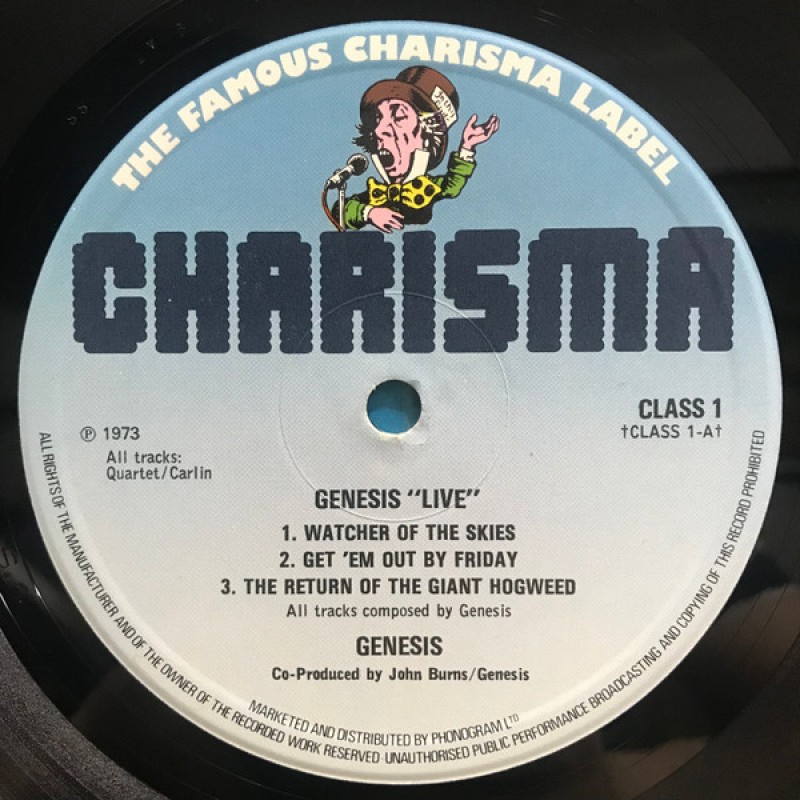 THE FAMOUS CHARISMA LABEL
CHARISMA
CLASS 1
†CLASS 1-A†
℗ 1973
All tracks:
Quartet/Carlin
GENESIS "LIVE"
1. WATCHER OF THE SKIES
2. GET 'EM OUT BY FRIDAY
3. THE RETURN OF THE GIANT HOGWEED
All tracks composed by Genesis
GENESIS
Co-Produced by John Burns/Genesis
MARKETED AND DISTRIBUTED BY PHONOGRAM LTD
ALL RIGHTS OF THE MANUFACTURER AND OF THE OWNER OF THE RECORDED WORK RESERVED · UNAUTHORISED PUBLIC PERFORMANCE BROADCASTING AND COPYING OF THIS RECORD PROHIBITED